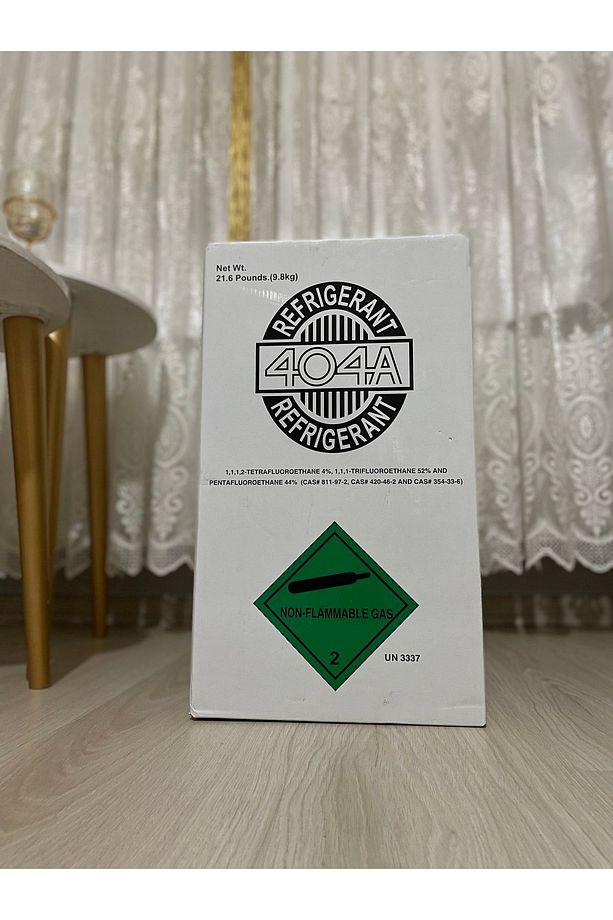 Net Wt.
21.6 Pounds.(9.8kg)
REFRIGERANT
404A
REFRIGERANT
1,1,1,2-TETRAFLUOROETHANE 4%, 1,1,1-TRIFLUOROETHANE 52% AND
PENTAFLUOROETHANE 44% (CAS# 811-97-2, CAS# 420-46-2 AND CAS# 354-33-6)
NON-FLAMMABLE GAS
2
UN 3337